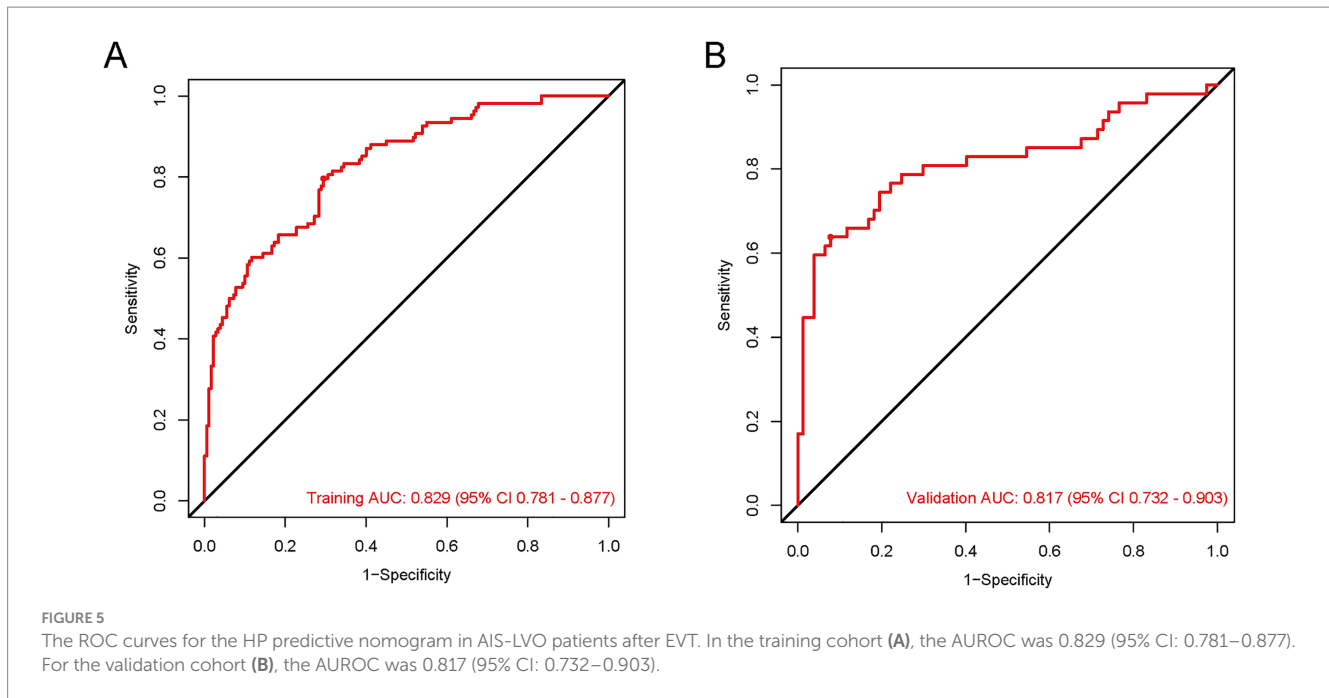 A
1.0
0.8
0.6
0.4
0.2
0.0
Sensitivity
Training AUC: 0.829 (95% CI 0.781 - 0.877)
0.0 0.2 0.4 0.6 0.8 1.0
1−Specificity
B
1.0
0.8
0.6
0.4
0.2
0.0
Sensitivity
Validation AUC: 0.817 (95% CI 0.732 - 0.903)
0.0 0.2 0.4 0.6 0.8 1.0
1−Specificity
FIGURE 5
The ROC curves for the HP predictive nomogram in AIS-LVO patients after EVT. In the training cohort (A), the AUROC was 0.829 (95% CI: 0.781–0.877).
For the validation cohort (B), the AUROC was 0.817 (95% CI: 0.732–0.903).